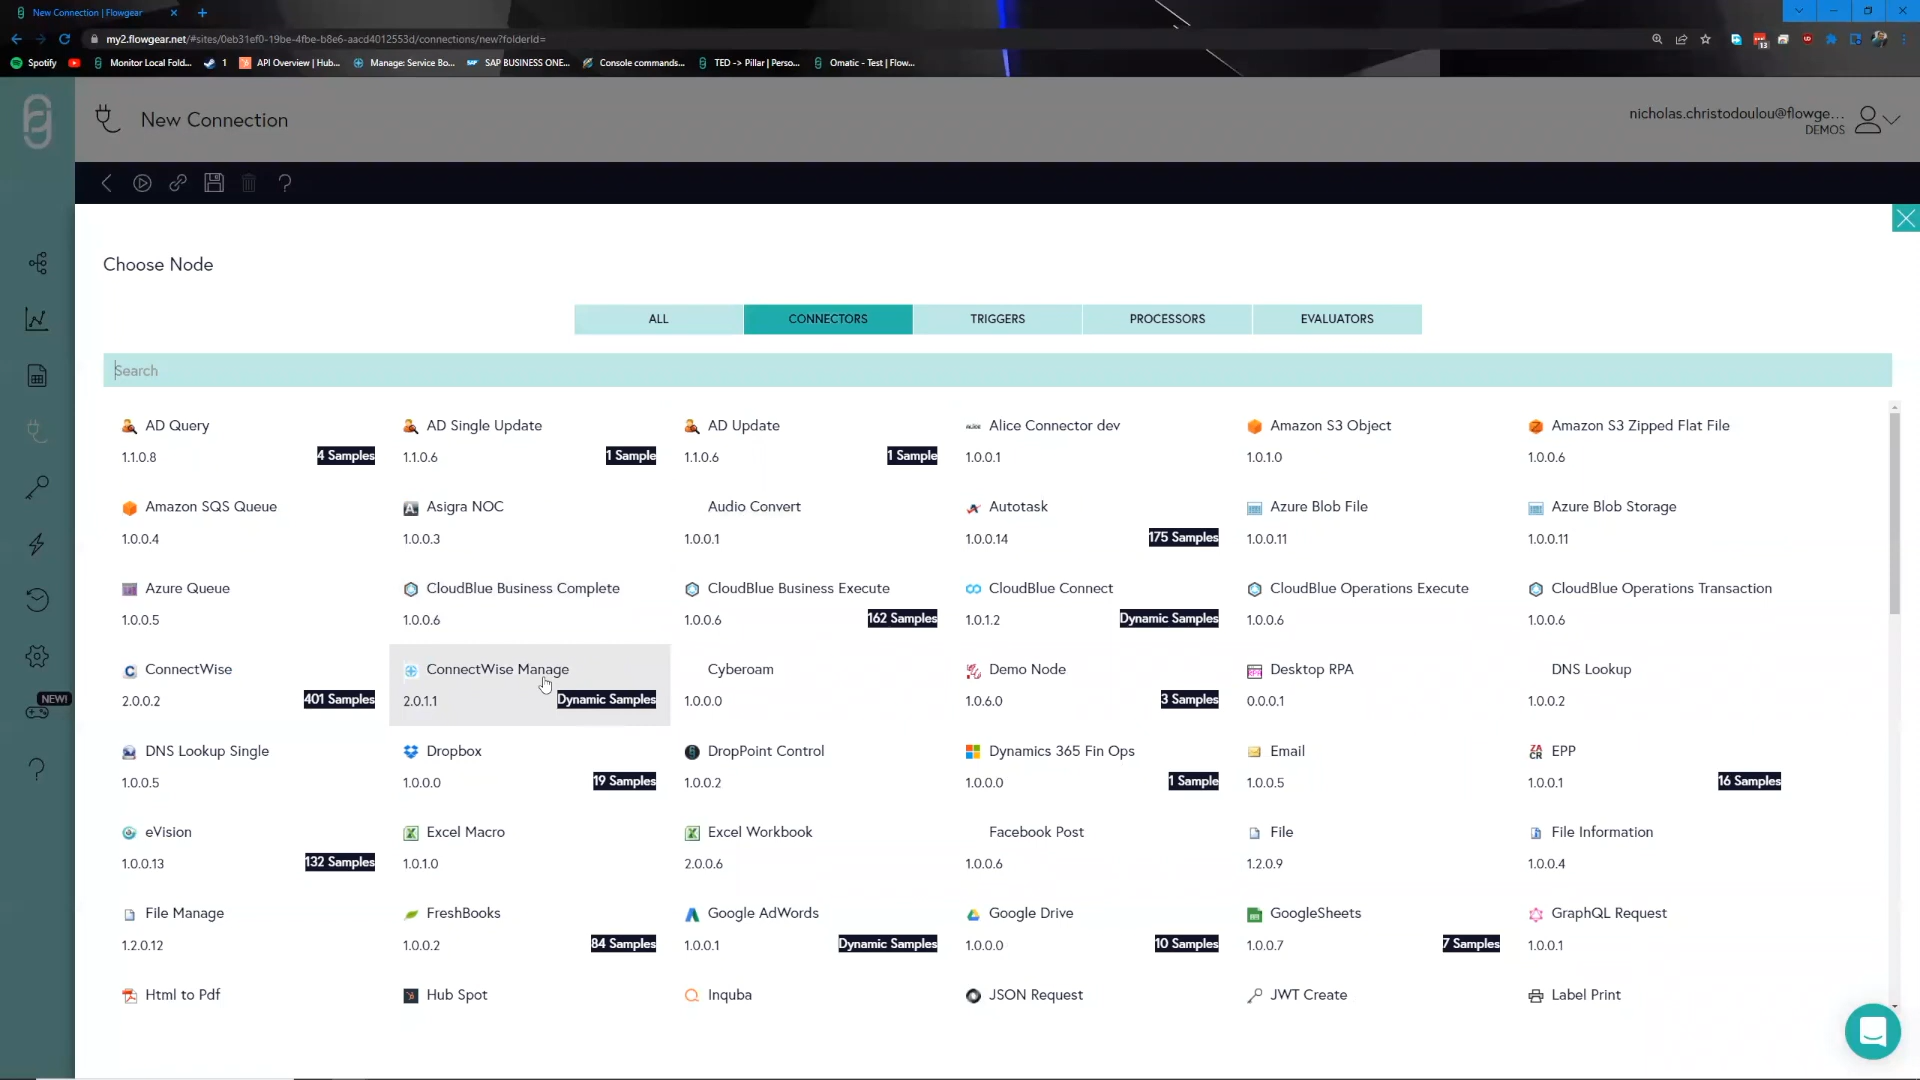 New Connection | Flowgear
my2.flowgear.net/#sites/0eb31ef0-19be-4fbe-b8e6-aacd4012553d/connections/new?folderId=
13
Spotify
Monitor Local Fold...
1
API Overview | Hub...
Manage: Service Bo...
SAP BUSINESS ONE...
Console commands...
TED -> Pillar | Perso...
Omatic - Test | Flow...
New Connection
nicholas.christodoulou@flowge...
DEMOS
Choose Node
ALL CONNECTORS TRIGGERS PROCESSORS EVALUATORS
Search
AD Query AD Single Update AD Update Alice Connector dev Amazon S3 Object Amazon S3 Zipped Flat File
1.1.0.8 4 Samples 1.1.0.6 1 Sample 1.1.0.6 1 Sample 1.0.0.1 1.0.1.0 1.0.0.6
Amazon SQS Queue Asigra NOC Audio Convert Autotask Azure Blob File Azure Blob Storage
1.0.0.4 1.0.0.3 1.0.0.1 1.0.0.14 175 Samples 1.0.0.11 1.0.0.11
Azure Queue CloudBlue Business Complete CloudBlue Business Execute CloudBlue Connect CloudBlue Operations Execute CloudBlue Operations Transaction
1.0.0.5 1.0.0.6 1.0.0.6 162 Samples 1.0.1.2 Dynamic Samples 1.0.0.6 1.0.0.6
ConnectWise ConnectWise Manage Cyberoam Demo Node Desktop RPA DNS Lookup
2.0.0.2 401 Samples 2.0.1.1 Dynamic Samples 1.0.0.0 1.0.6.0 3 Samples 0.0.0.1 1.0.0.2
NEW!
DNS Lookup Single Dropbox DropPoint Control Dynamics 365 Fin Ops Email EPP
1.0.0.5 1.0.0.0 19 Samples 1.0.0.2 1.0.0.0 1 Sample 1.0.0.5 1.0.0.1 16 Samples
eVision Excel Macro Excel Workbook Facebook Post File File Information
1.0.0.13 132 Samples 1.0.1.0 2.0.0.6 1.0.0.6 1.2.0.9 1.0.0.4
File Manage FreshBooks Google AdWords Google Drive GoogleSheets GraphQL Request
1.2.0.12 1.0.0.2 84 Samples 1.0.0.1 Dynamic Samples 1.0.0.0 10 Samples 1.0.0.7 7 Samples 1.0.0.1
Html to Pdf Hub Spot Inquba JSON Request JWT Create Label Print